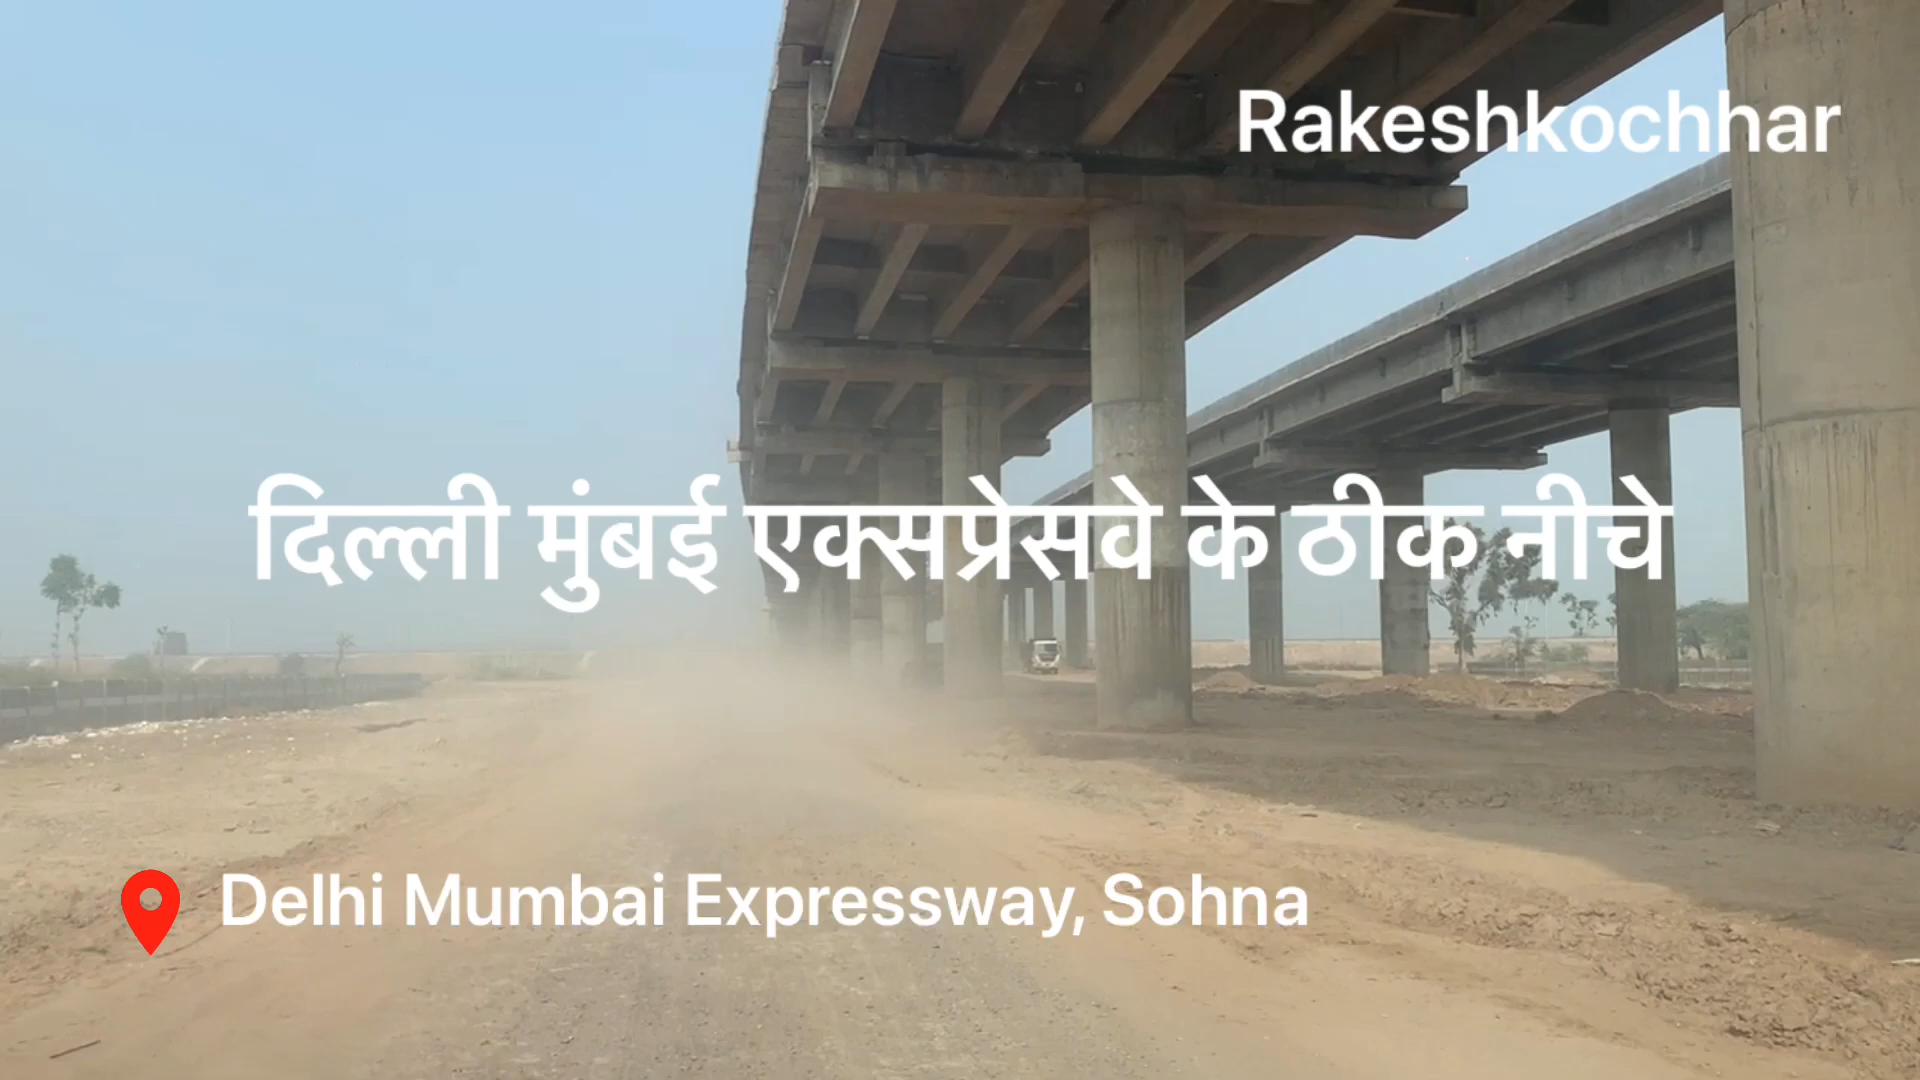 Rakeshkochhar
दिल्ली मुंबई एक्सप्रेसवे के ठीक नीचे
Delhi Mumbai Expressway, Sohna